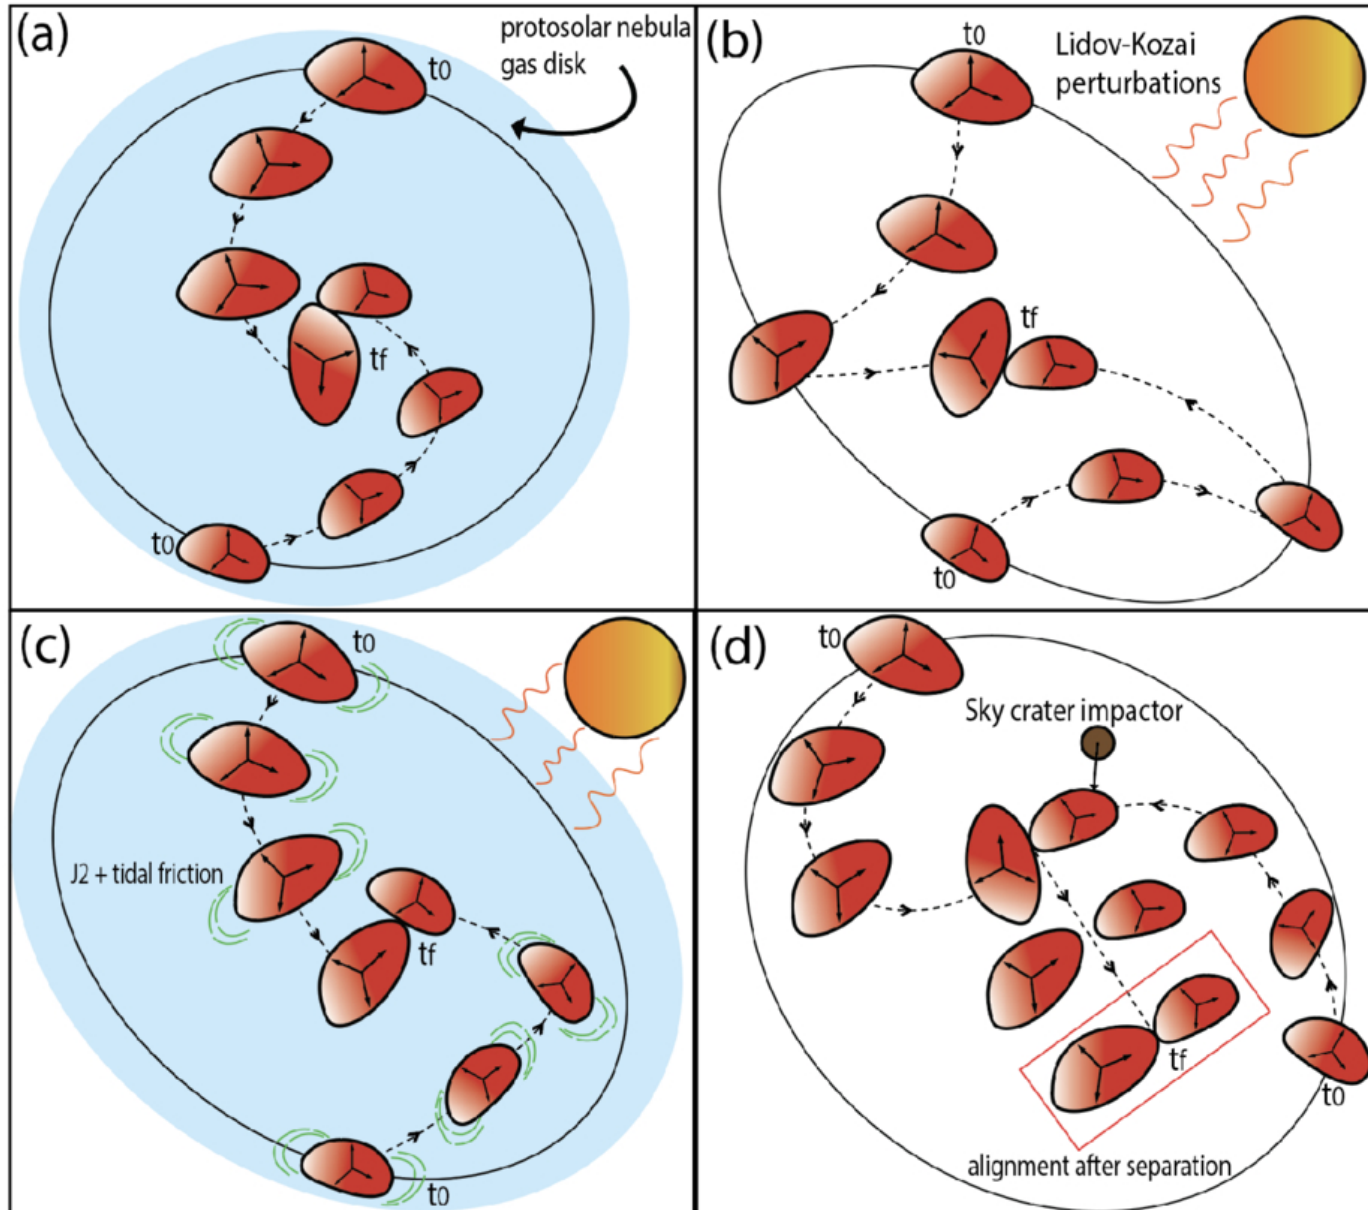 (a)
protosolar nebula
gas disk
t0
tf
t0
(b)
t0
Lidov-Kozai
perturbations
tf
t0
(c)
t0
J2 + tidal friction
tf
t0
(d)
t0
Sky crater impactor
tf
t0
alignment after separation